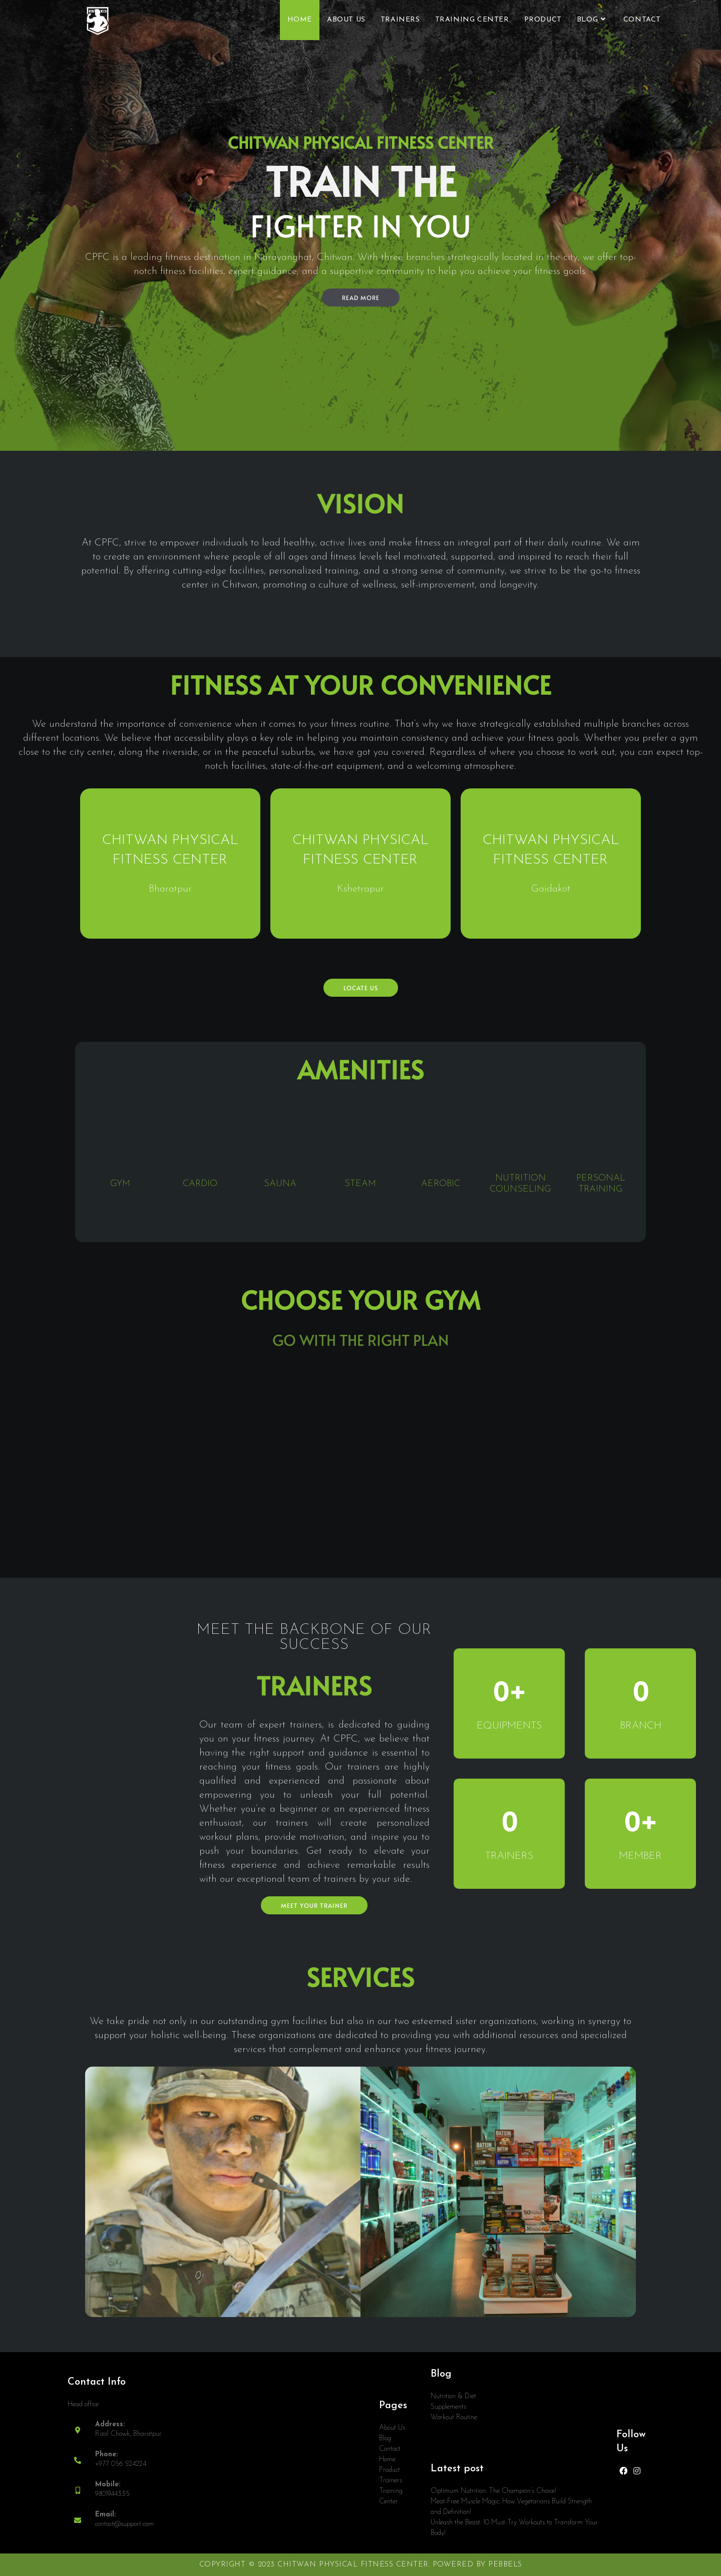 HOME ABOUT US TRAINERS TRAINING CENTER PRODUCT BLOG CONTACT
CHITWAN PHYSICAL FITNESS CENTER
TRAIN THE
FIGHTER IN YOU
CPFC is a leading fitness destination in Narayanghat, Chitwan. With three branches strategically located in the city, we offer top-
notch fitness facilities, expert guidance, and a supportive community to help you achieve your fitness goals.
READ MORE
VISION
At CPFC, strive to empower individuals to lead healthy, active lives and make fitness an integral part of their daily routine. We aim
to create an environment where people of all ages and fitness levels feel motivated, supported, and inspired to reach their full
potential. By offering cutting-edge facilities, personalized training, and a strong sense of community, we strive to be the go-to fitness
center in Chitwan, promoting a culture of wellness, self-improvement, and longevity.
FITNESS AT YOUR CONVENIENCE
We understand the importance of convenience when it comes to your fitness routine. That's why we have strategically established multiple branches across
different locations. We believe that accessibility plays a key role in helping you maintain consistency and achieve your fitness goals. Whether you prefer a gym
close to the city center, along the riverside, or in the peaceful suburbs, we have got you covered. Regardless of where you choose to work out, you can expect top-
notch facilities, state-of-the-art equipment, and a welcoming atmosphere.
CHITWAN PHYSICAL
FITNESS CENTER
Bharatpur
CHITWAN PHYSICAL
FITNESS CENTER
Kshetrapur
CHITWAN PHYSICAL
FITNESS CENTER
Gaidakot
LOCATE US
AMENITIES
GYM
CARDIO
SAUNA
STEAM
AEROBIC
NUTRITION
COUNSELING
PERSONAL
TRAINING
CHOOSE YOUR GYM
GO WITH THE RIGHT PLAN
MEET THE BACKBONE OF OUR
SUCCESS
TRAINERS
Our team of expert trainers, is dedicated to guiding
you on your fitness journey. At CPFC, we believe that
having the right support and guidance is essential to
reaching your fitness goals. Our trainers are highly
qualified and experienced and passionate about
empowering you to unleash your full potential.
Whether you're a beginner or an experienced fitness
enthusiast, our trainers will create personalized
workout plans, provide motivation, and inspire you to
push your boundaries. Get ready to elevate your
fitness experience and achieve remarkable results
with our exceptional team of trainers by your side.
MEET YOUR TRAINER
0+
EQUIPMENTS
0
BRANCH
0
TRAINERS
0+
MEMBER
SERVICES
We take pride not only in our outstanding gym facilities but also in our two esteemed sister organizations, working in synergy to
support your holistic well-being. These organizations are dedicated to providing you with additional resources and specialized
services that complement and enhance your fitness journey.
Contact Info
Head office
Address:
Raaf Chowk, Bharatpur
Phone:
+977 056 524224
Mobile:
Email:
contact@support.com
Pages
About Us
Blog
Contact
Home
Product
Trainers
Training
Center
Blog
Nutrition & Diet
Supplements
Workout Routine
Latest post
Optimum Nutrition: The Champion's Choice!
Meat-Free Muscle Magic: How Vegetarians Build Strength
and Definition!
Unleash the Beast: 10 Must-Try Workouts to Transform Your
Body!
Follow
Us
COPYRIGHT © 2023 CHITWAN PHYSICAL FITNESS CENTER. POWERED BY PEBBELS